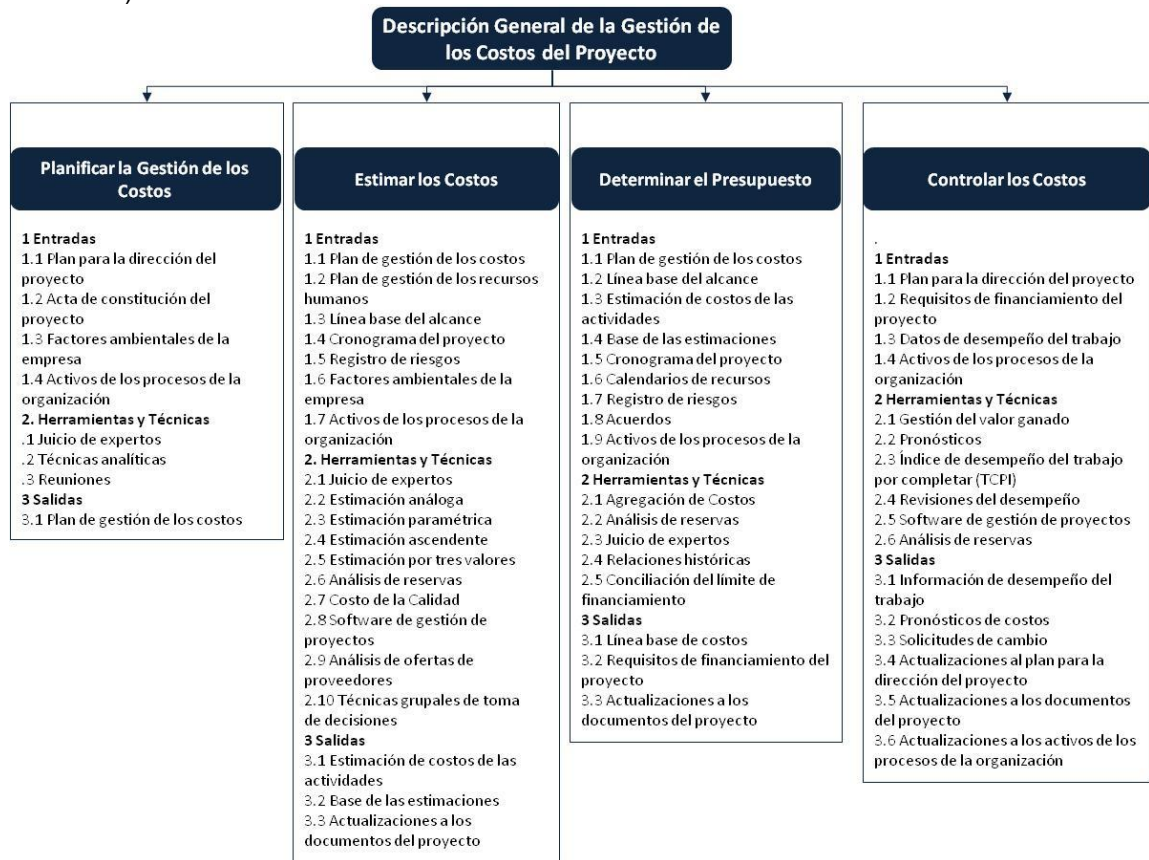 )
Descripción General de la Gestión de
los Costos del Proyecto
Planificar la Gestión de los
Costos
1 Entradas
1.1 Plan para la dirección del
proyecto
1.2 Acta de constitución del
proyecto
1.3 Factores ambientales de la
empresa
1.4 Activos de los procesos de la
organización
2. Herramientas y Técnicas
.1 Juicio de expertos
.2 Técnicas analíticas
.3 Reuniones
3 Salidas
3.1 Plan de gestión de los costos
Estimar los Costos
1 Entradas
1.1 Plan de gestión de los costos
1.2 Plan de gestión de los recursos
humanos
1.3 Línea base del alcance
1.4 Cronograma del proyecto
1.5 Registro de riesgos
1.6 Factores ambientales de la
empresa
1.7 Activos de los procesos de la
organización
2. Herramientas y Técnicas
2.1 Juicio de expertos
2.2 Estimación análoga
2.3 Estimación paramétrica
2.4 Estimación ascendente
2.5 Estimación por tres valores
2.6 Análisis de reservas
2.7 Costo de la Calidad
2.8 Software de gestión de
proyectos
2.9 Análisis de ofertas de
proveedores
2.10 Técnicas grupales de toma
de decisiones
3 Salidas
3.1 Estimación de costos de las
actividades
3.2 Base de las estimaciones
3.3 Actualizaciones a los
documentos del proyecto
Determinar el Presupuesto
1 Entradas
1.1 Plan de gestión de los costos
1.2 Línea base del alcance
1.3 Estimación de costos de las
actividades
1.4 Base de las estimaciones
1.5 Cronograma del proyecto
1.6 Calendarios de recursos
1.7 Registro de riesgos
1.8 Acuerdos
1.9 Activos de los procesos de la
organización
2 Herramientas y Técnicas
2.1 Agregación de Costos
2.2 Análisis de reservas
2.3 Juicio de expertos
2.4 Relaciones históricas
2.5 Conciliación del límite de
financiamiento
3 Salidas
3.1 Línea base de costos
3.2 Requisitos de financiamiento del
proyecto
3.3 Actualizaciones a los
documentos del proyecto
Controlar los Costos
.
1 Entradas
1.1 Plan para la dirección del proyecto
1.2 Requisitos de financiamiento del
proyecto
1.3 Datos de desempeño del trabajo
1.4 Activos de los procesos de la
organización
2 Herramientas y Técnicas
2.1 Gestión del valor ganado
2.2 Pronósticos
2.3 Índice de desempeño del trabajo
por completar (TCPI)
2.4 Revisiones del desempeño
2.5 Software de gestión de proyectos
2.6 Análisis de reservas
3 Salidas
3.1 Información de desempeño del
trabajo
3.2 Pronósticos de costos
3.3 Solicitudes de cambio
3.4 Actualizaciones al plan para la
dirección del proyecto
3.5 Actualizaciones a los documentos
del proyecto
3.6 Actualizaciones a los activos de los
procesos de la organización